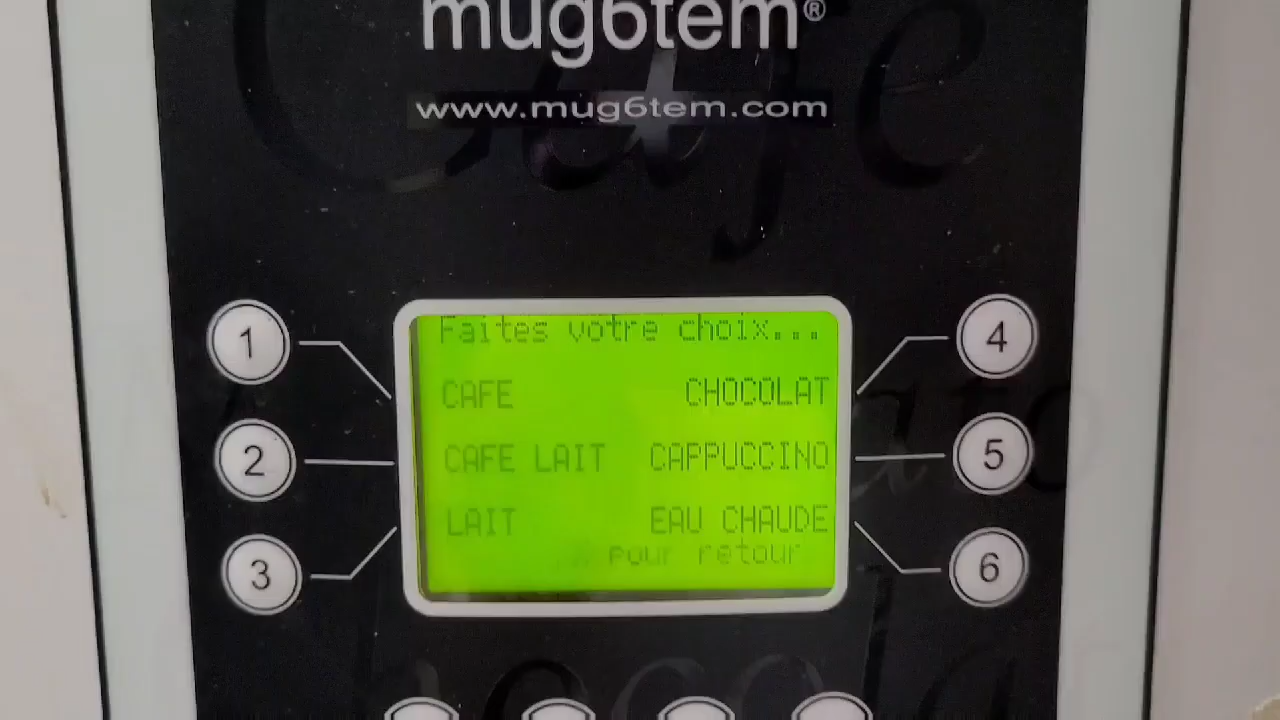 mug6tem®
www.mug6tem.com
Faites votre choix...
1 CAFE CHOCOLAT 4
2 CAFE LAIT CAPPUCCINO 5
3 LAIT EAU CHAUDE 6
pour retour